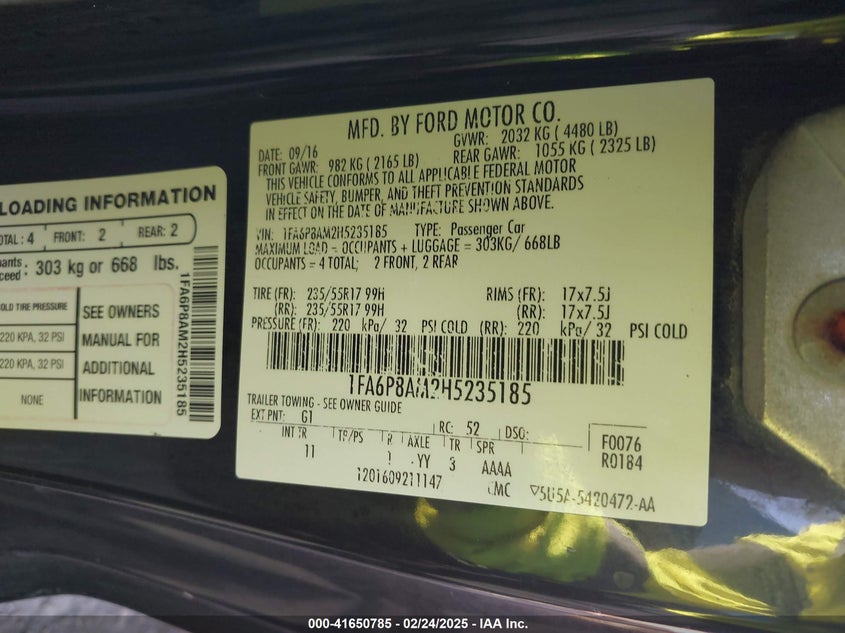 LOADING INFORMATION
TOTAL: 4 FRONT: 2 REAR: 2
303 kg or 668 lbs.
OLD TIRE PRESSURE
220 KPA, 32 PSI
220 KPA, 32 PSI
NONE
SEE OWNERS
MANUAL FOR
ADDITIONAL
INFORMATION
1FA6P8AM2H5235185
MFD. BY FORD MOTOR CO.
DATE: 09/16 GVWR: 2032 KG ( 4480 LB)
FRONT GAWR: 982 KG ( 2165 LB) REAR GAWR: 1055 KG ( 2325 LB)
THIS VEHICLE CONFORMS TO ALL APPLICABLE FEDERAL MOTOR
VEHICLE SAFETY, BUMPER, AND THEFT PREVENTION STANDARDS
IN EFFECT ON THE DATE OF MANUFACTURE SHOWN ABOVE.
VIN: 1FA6P8AM2H5235185 TYPE: Passenger Car
MAXIMUM LOAD = OCCUPANTS + LUGGAGE = 303KG/ 668LB
OCCUPANTS = 4 TOTAL; 2 FRONT, 2 REAR
TIRE (FR): 235/55R17 99H RIMS (FR): 17x7.5J
(RR): 235/55R17 99H (RR): 17x7.5J
PRESSURE (FR): 220 kPa/ 32 PSI COLD (RR): 220 kPa/ 32 PSI COLD
1FA6P8AM2H5235185
TRAILER TOWING - SEE OWNER GUIDE
EXT PNT: G1 RC: 52 DSO: F0076
INT TR TP/PS R AXLE TR SPR R0184
11 YY 3 AAAA
1201609211147 5U5A-5420472-AA
000-41650785 - 02/24/2025 - IAA Inc.